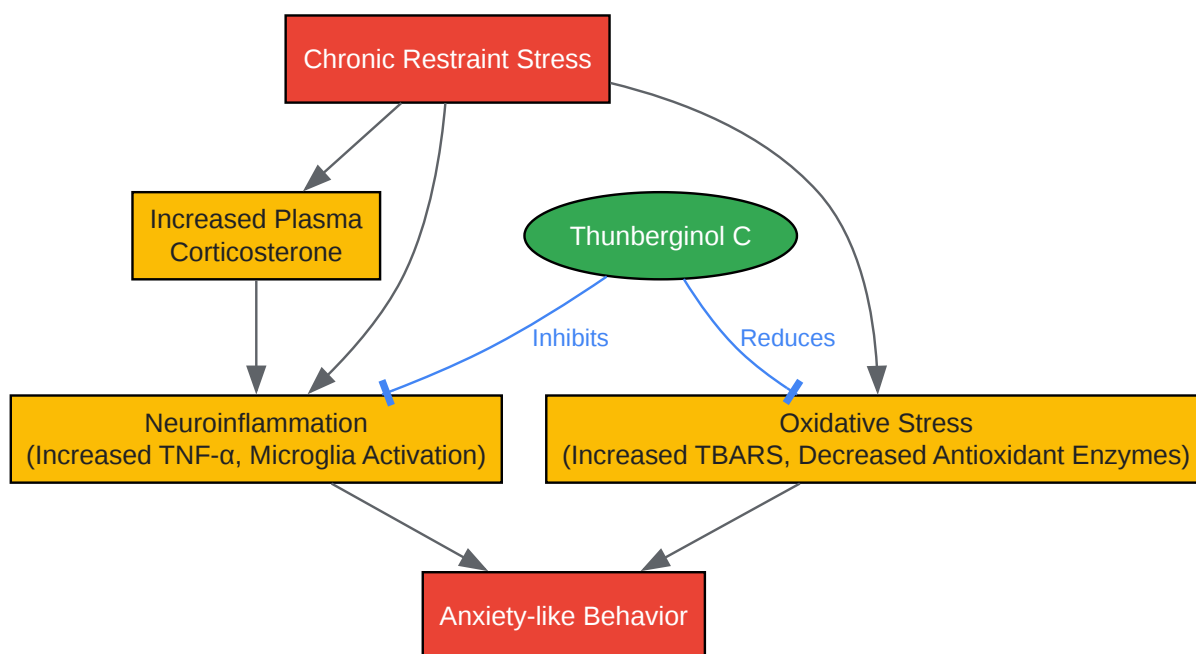 Chronic Restraint Stress
Increased Plasma
Corticosterone
Thunberginol C
Inhibits
Reduces
Neuroinflammation
(Increased TNF-α, Microglia Activation)
Oxidative Stress
(Increased TBARS, Decreased Antioxidant Enzymes)
Anxiety-like Behavior